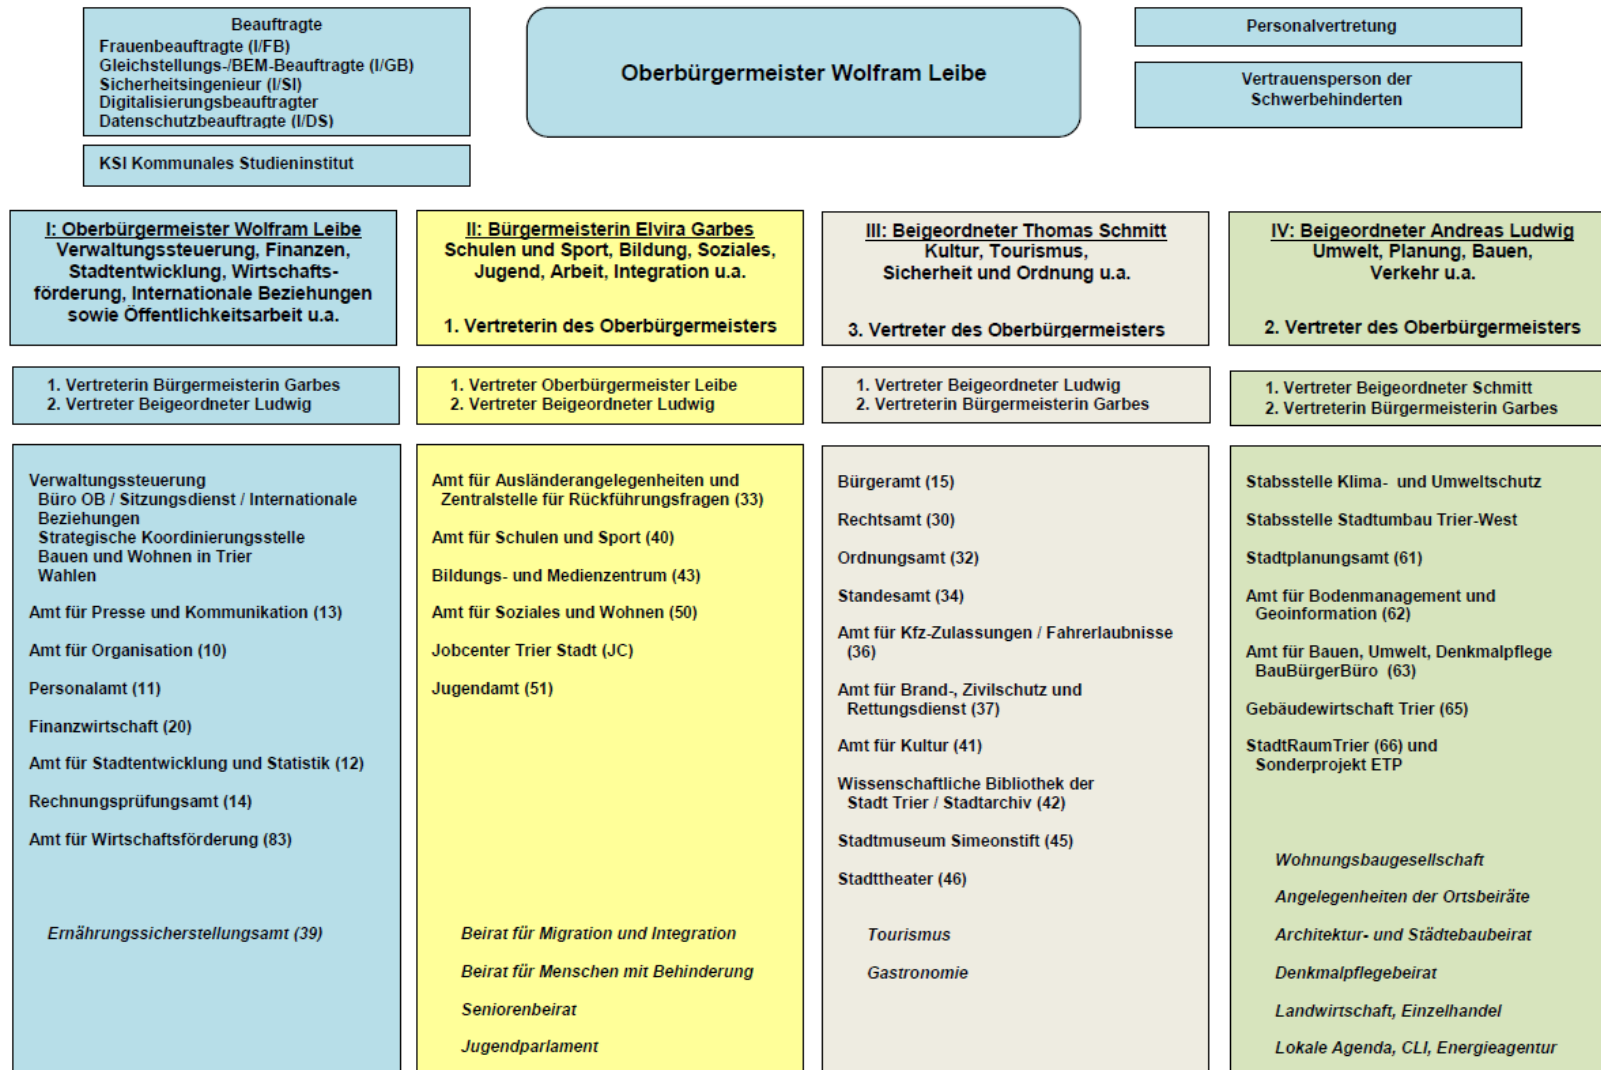 Beauftragte
Frauenbeauftragte (I/FB)
Gleichstellungs-/BEM-Beauftragte (I/GB)
Sicherheitsingenieur (I/SI)
Digitalisierungsbeauftragter
Datenschutzbeauftragte (I/DS)
KSI Kommunales Studieninstitut
Oberbürgermeister Wolfram Leibe
Personalvertretung
Vertrauensperson der
Schwerbehinderten
I: Oberbürgermeister Wolfram Leibe
Verwaltungssteuerung, Finanzen,
Stadtentwicklung, Wirtschafts-
förderung, Internationale Beziehungen
sowie Öffentlichkeitsarbeit u.a.
1. Vertreterin Bürgermeisterin Garbes
2. Vertreter Beigeordneter Ludwig
Verwaltungssteuerung
Büro OB / Sitzungsdienst / Internationale
Beziehungen
Strategische Koordinierungsstelle
Bauen und Wohnen in Trier
Wahlen
Amt für Presse und Kommunikation (13)
Amt für Organisation (10)
Personalamt (11)
Finanzwirtschaft (20)
Amt für Stadtentwicklung und Statistik (12)
Rechnungsprüfungsamt (14)
Amt für Wirtschaftsförderung (83)
Ernährungssicherstellungsamt (39)
II: Bürgermeisterin Elvira Garbes
Schulen und Sport, Bildung, Soziales,
Jugend, Arbeit, Integration u.a.
1. Vertreterin des Oberbürgermeisters
1. Vertreter Oberbürgermeister Leibe
2. Vertreter Beigeordneter Ludwig
Amt für Ausländerangelegenheiten und
Zentralstelle für Rückführungsfragen (33)
Amt für Schulen und Sport (40)
Bildungs- und Medienzentrum (43)
Amt für Soziales und Wohnen (50)
Jobcenter Trier Stadt (JC)
Jugendamt (51)
Beirat für Migration und Integration
Beirat für Menschen mit Behinderung
Seniorenbeirat
Jugendparlament
III: Beigeordneter Thomas Schmitt
Kultur, Tourismus,
Sicherheit und Ordnung u.a.
3. Vertreter des Oberbürgermeisters
1. Vertreter Beigeordneter Ludwig
2. Vertreterin Bürgermeisterin Garbes
Bürgeramt (15)
Rechtsamt (30)
Ordnungsamt (32)
Standesamt (34)
Amt für Kfz-Zulassungen / Fahrerlaubnisse
(36)
Amt für Brand-, Zivilschutz und
Rettungsdienst (37)
Amt für Kultur (41)
Wissenschaftliche Bibliothek der
Stadt Trier / Stadtarchiv (42)
Stadtmuseum Simeonstift (45)
Stadttheater (46)
Tourismus
Gastronomie
IV: Beigeordneter Andreas Ludwig
Umwelt, Planung, Bauen,
Verkehr u.a.
2. Vertreter des Oberbürgermeisters
1. Vertreter Beigeordneter Schmitt
2. Vertreterin Bürgermeisterin Garbes
Stabsstelle Klima- und Umweltschutz
Stabsstelle Stadtumbau Trier-West
Stadtplanungsamt (61)
Amt für Bodenmanagement und
Geoinformation (62)
Amt für Bauen, Umwelt, Denkmalpflege
BauBürgerBüro (63)
Gebäudewirtschaft Trier (65)
StadtRaumTrier (66) und
Sonderprojekt ETP
Wohnungsbaugesellschaft
Angelegenheiten der Ortsbeiräte
Architektur- und Städtebaubeirat
Denkmalpflegebeirat
Landwirtschaft, Einzelhandel
Lokale Agenda, CLI, Energieagentur